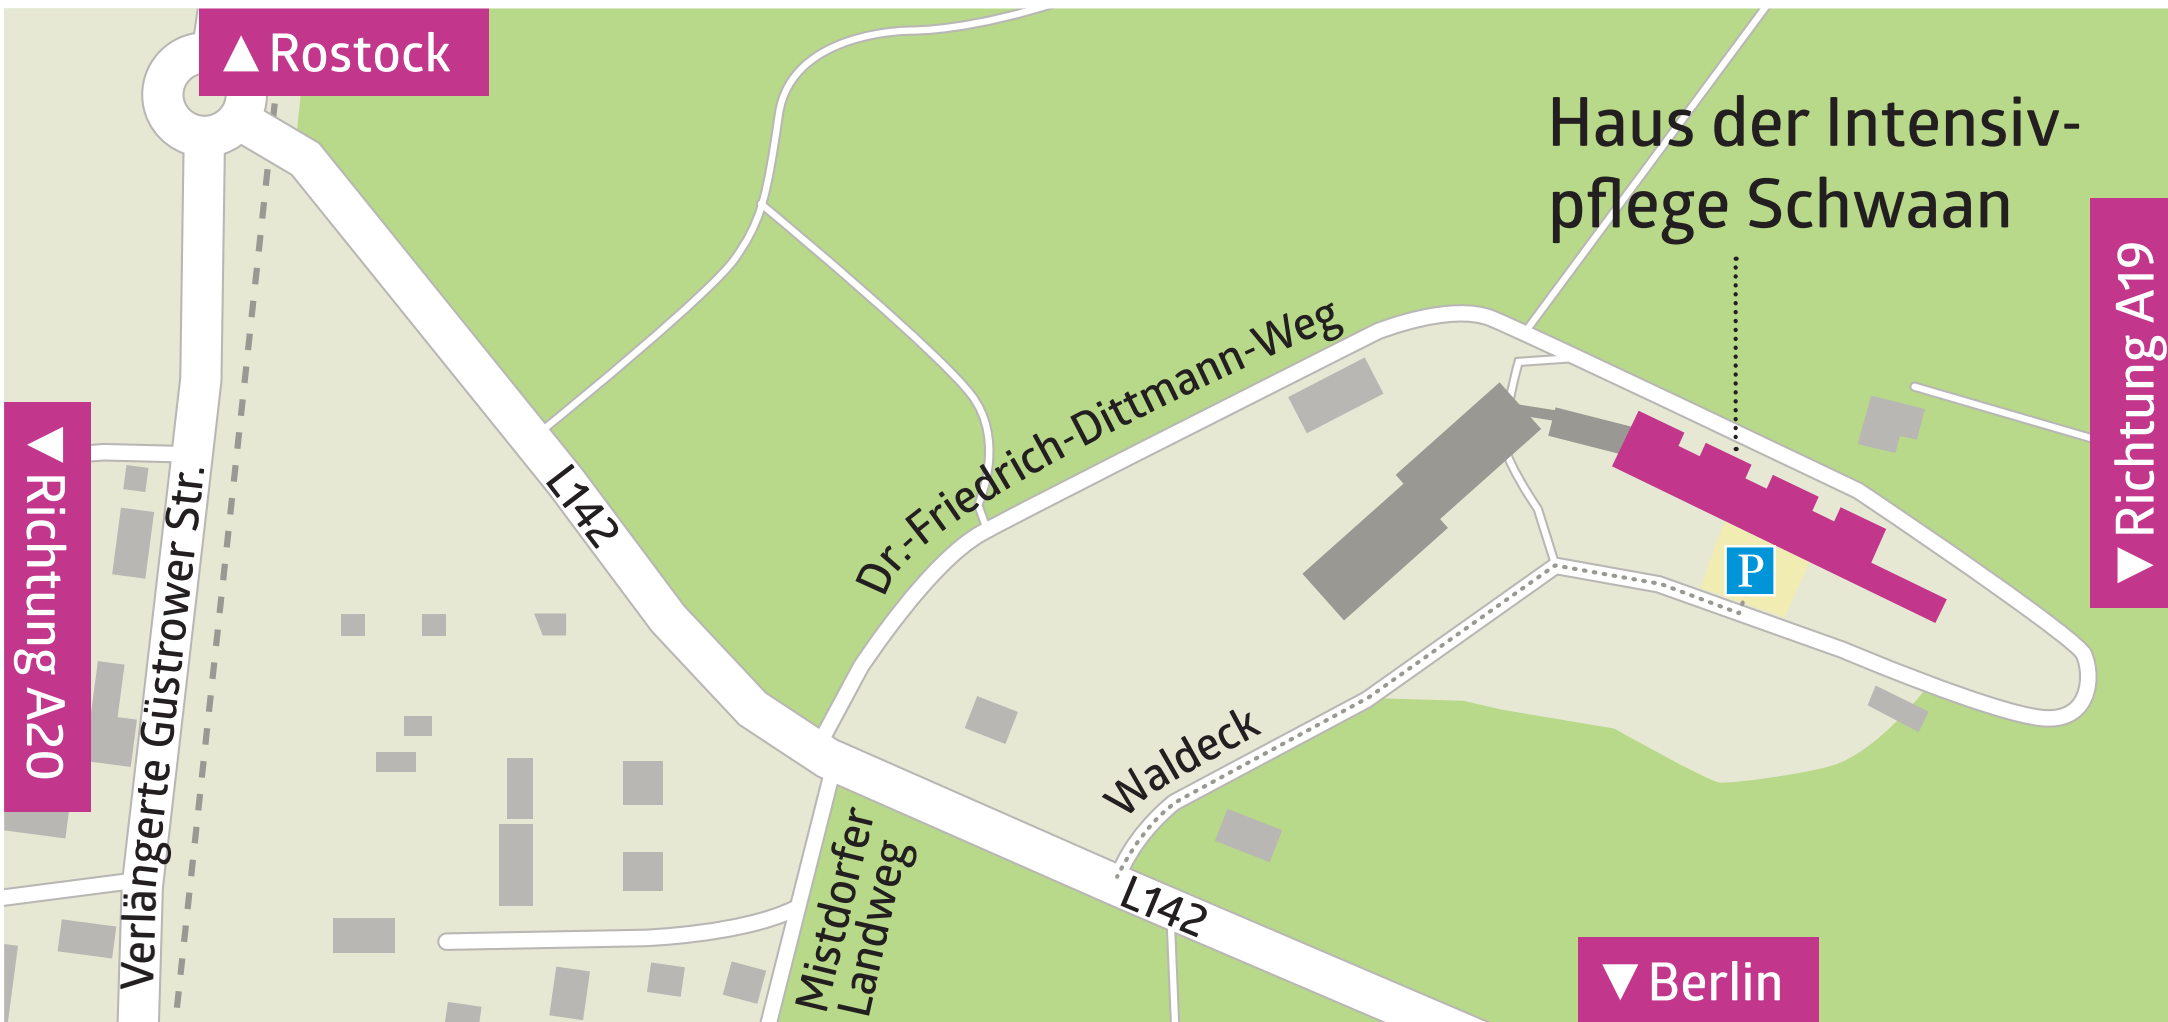 ▲ Rostock
Haus der Intensiv-
pflege Schwaan
▼ Richtung A19
Dr.-Friedrich-Dittmann-Weg
▼ Richtung A20
L142
Verlängerte Güstrower Str.
P
Waldeck
Mistdorfer
Landweg
L142
▼ Berlin